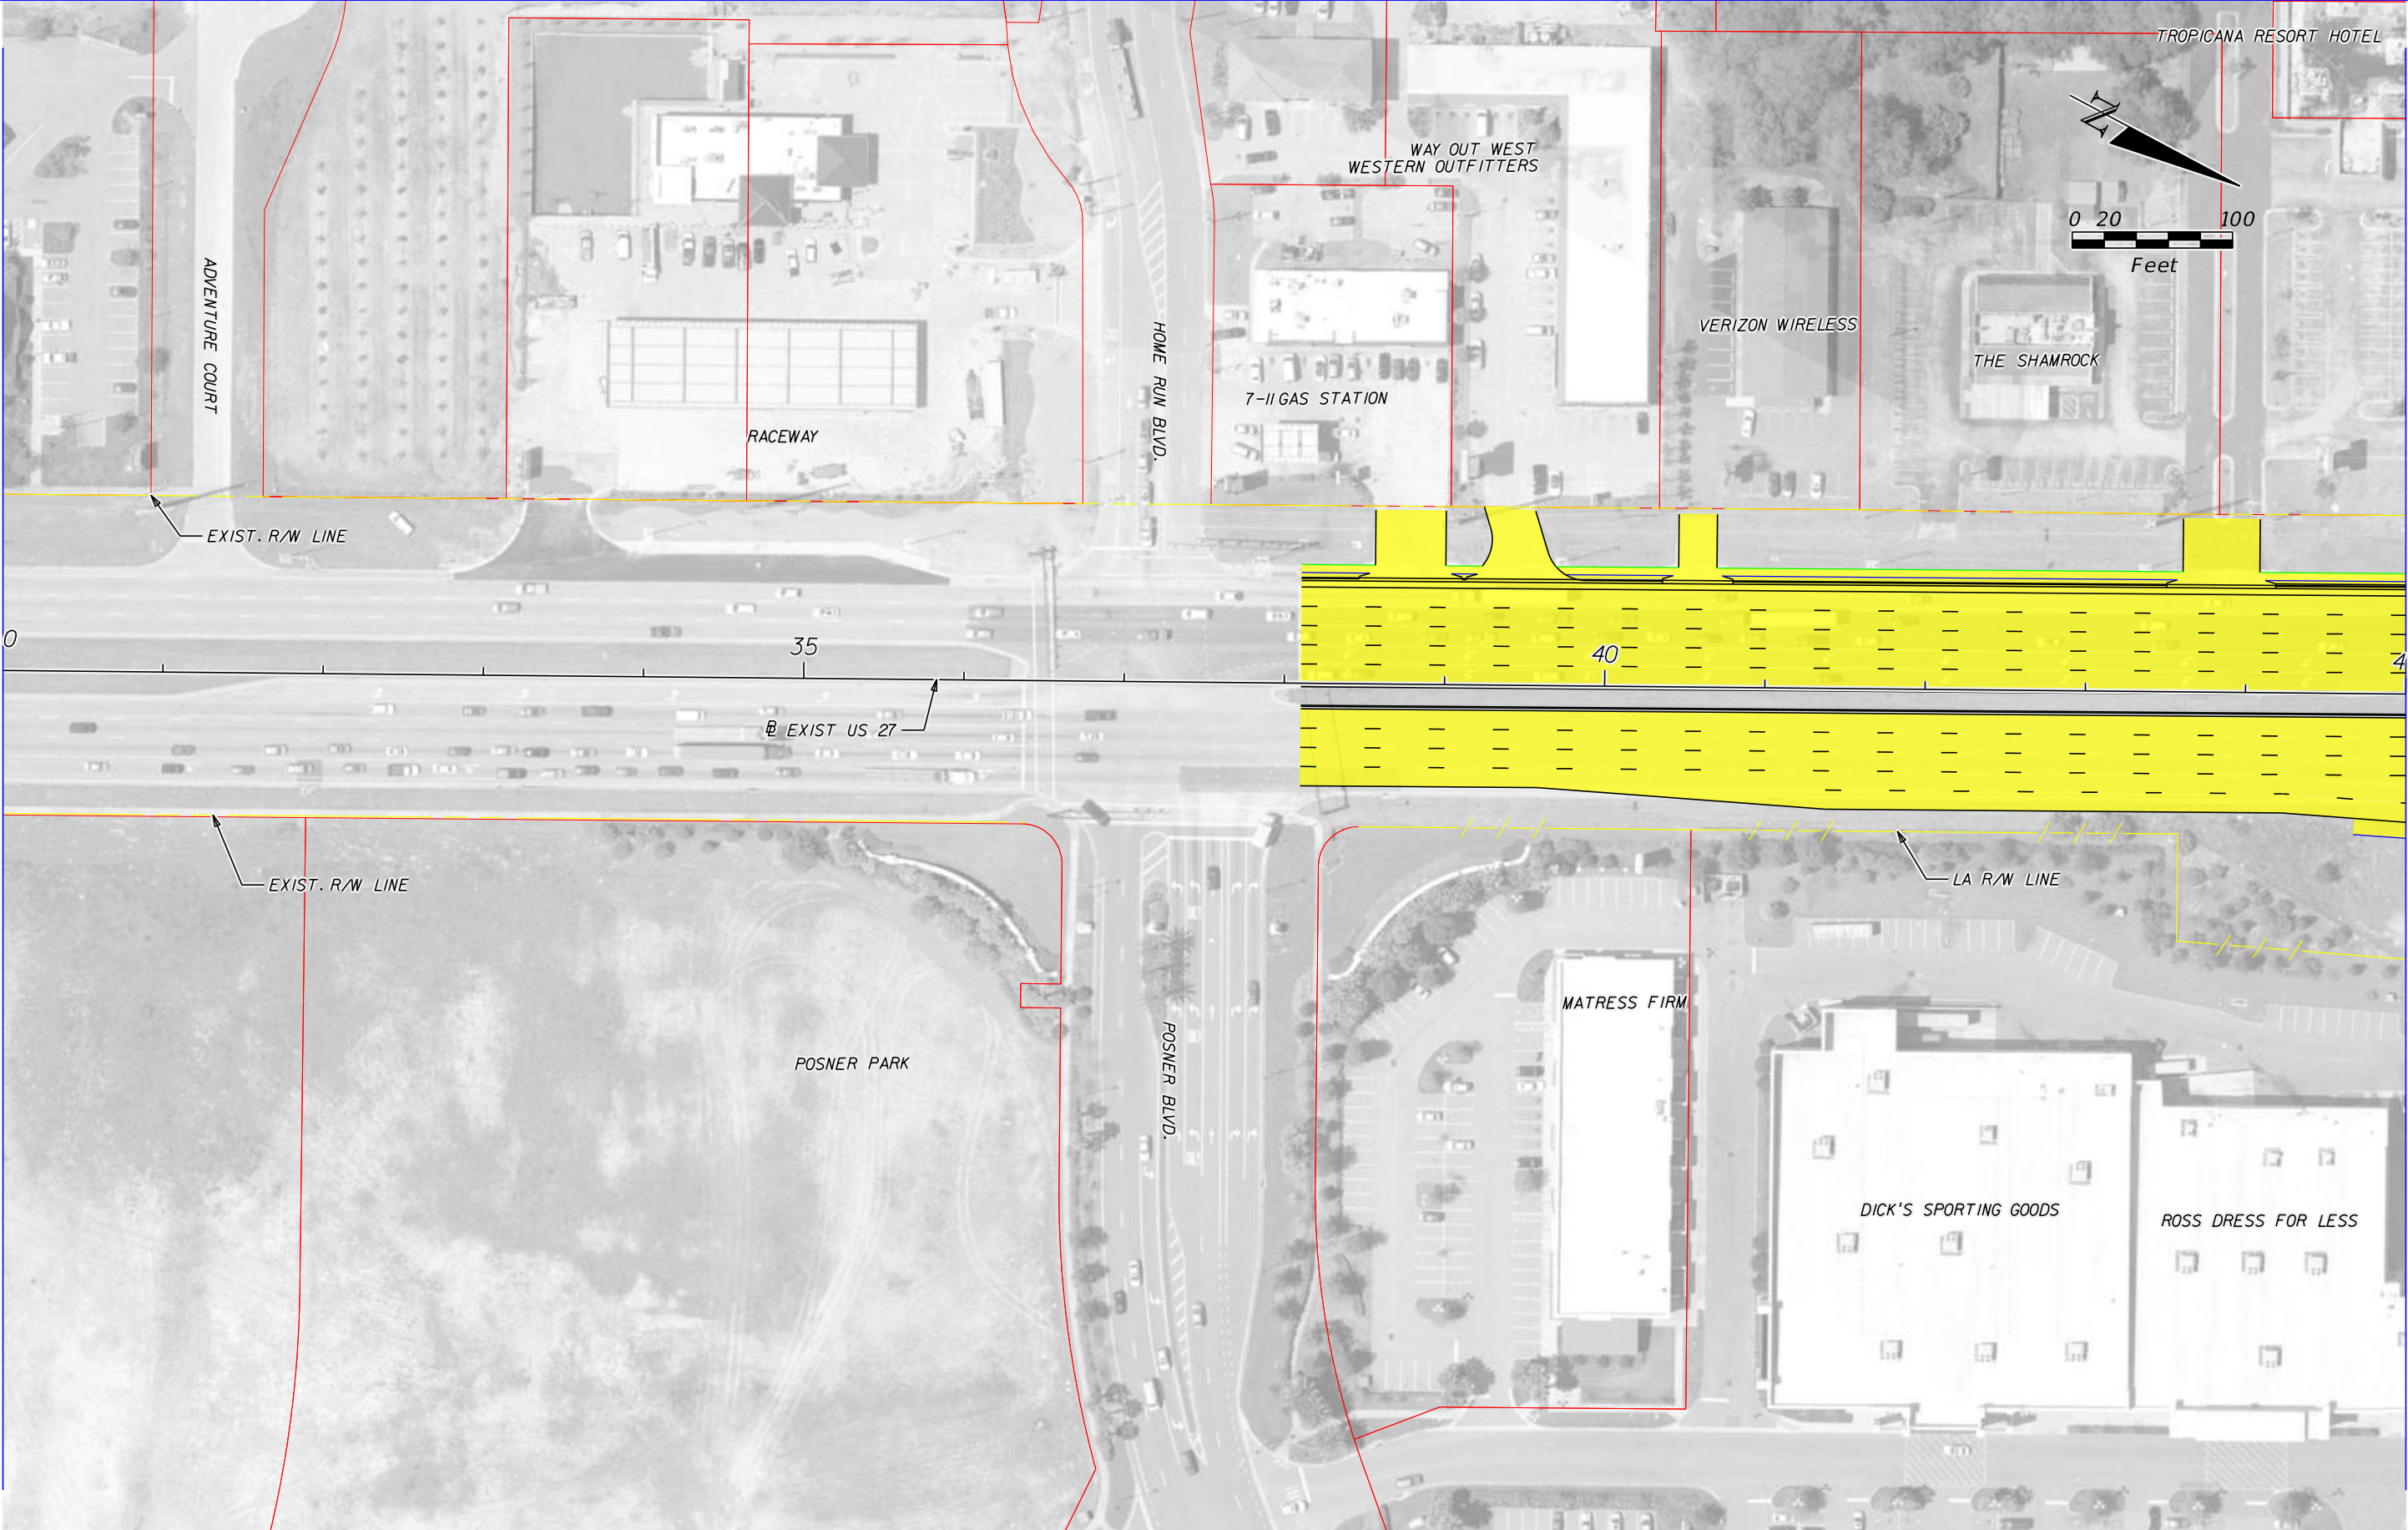 TROPICANA RESORT HOTEL
N
WAY OUT WEST
WESTERN OUTFITTERS
0 20 100
Feet
ADVENTURE COURT
HOME RUN BLVD.
VERIZON WIRELESS
THE SHAMROCK
7-11 GAS STATION
RACEWAY
EXIST. R/W LINE
0
35
40
4
BL EXIST US 27
EXIST. R/W LINE
LA R/W LINE
MATRESS FIRM
POSNER PARK
POSNER BLVD.
DICK'S SPORTING GOODS
ROSS DRESS FOR LESS